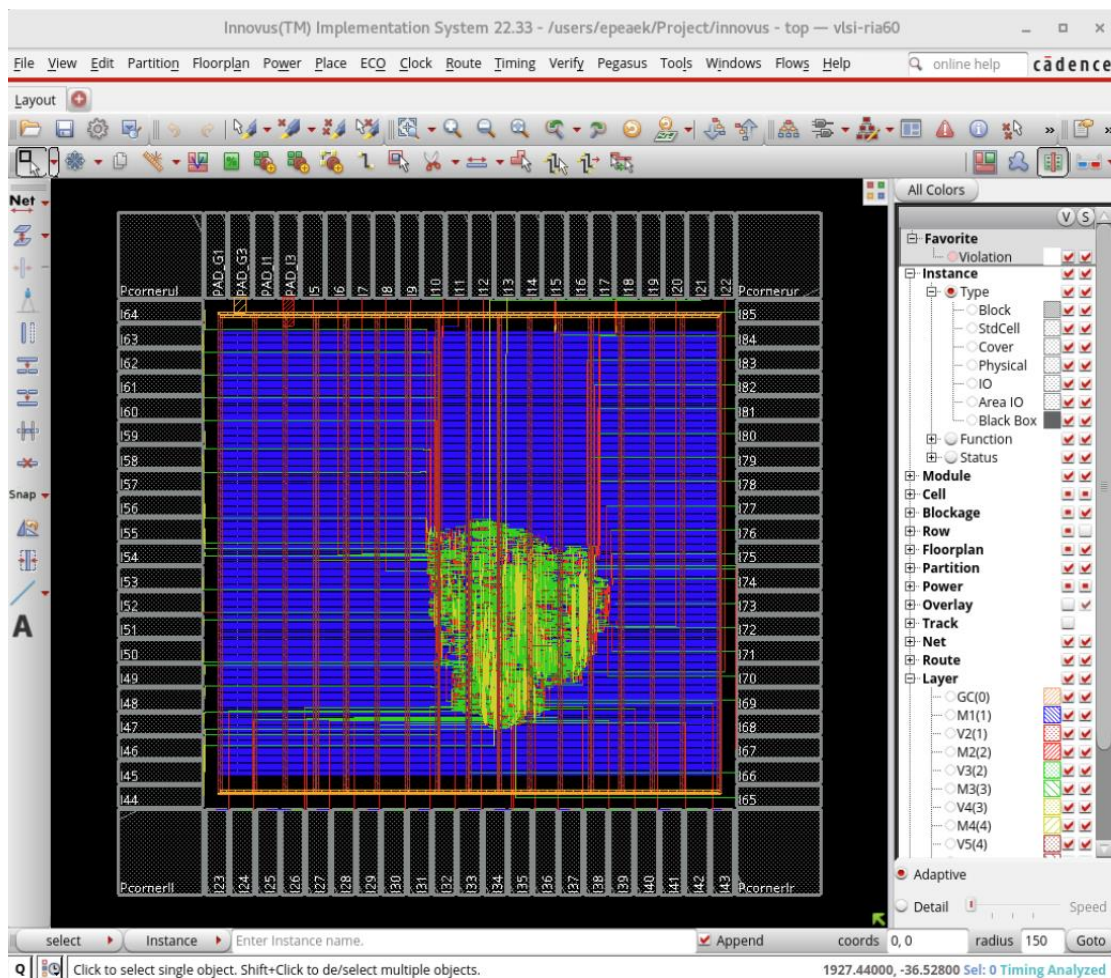 Innovus(TM) Implementation System 22.33 - /users/epeaek/Project/innovus - top — vlsi-ria60
File View Edit Partition Floorplan Power Place ECO Clock Route Timing Verify Pegasus Tools Windows Flows Help online help cādence
Layout
Net
Snap
A
All Colors
V S
Favorite
Violation
Instance
Type
Block
StdCell
Cover
Physical
IO
Area IO
Black Box
Function
Status
Module
Cell
Blockage
Row
Floorplan
Partition
Power
Overlay
Track
Net
Route
Layer
GC(0)
M1(1)
V2(1)
M2(2)
V3(2)
M3(3)
V4(3)
M4(4)
V5(4)
Adaptive
Detail Speed
Pcornerul PAD_G1 PAD_G3 PAD_I1 PAD_I3 I5 I6 I7 I8 I9 I10 I11 I12 I13 I14 I15 I16 I17 I18 I19 I20 I21 I22 Pcornerur
I64 I85
I63 I84
I62 I83
I61 I82
I60 I81
I59 I80
I58 I79
I57 I78
I56 I77
I55 I76
I54 I75
I53 I74
I52 I73
I51 I72
I50 I71
I49 I70
I48 I69
I47 I68
I46 I67
I45 I66
I44 I65
Pcornerll I23 I24 I25 I26 I27 I28 I29 I30 I31 I32 I33 I34 I35 I36 I37 I38 I39 I40 I41 I42 I43 Pcornerlr
select Instance Enter Instance name. Append coords 0, 0 radius 150 Goto
Q Click to select single object. Shift+Click to de/select multiple objects. 1927.44000, -36.52800 Sel: 0 Timing Analyzed